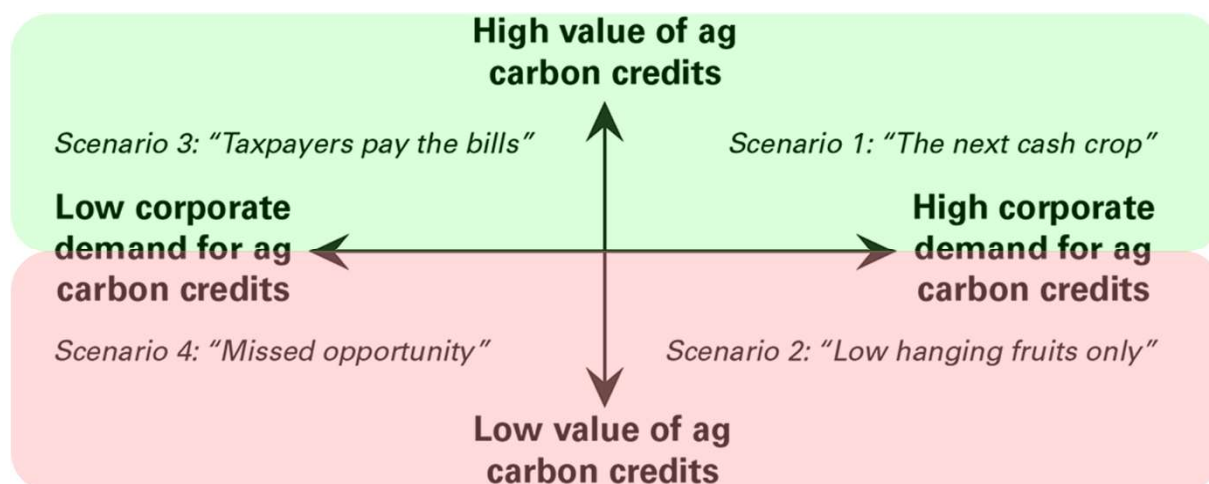 High value of ag
carbon credits
Scenario 3: “Taxpayers pay the bills”
Scenario 1: “The next cash crop”
Low corporate
demand for ag
carbon credits
High corporate
demand for ag
carbon credits
Scenario 4: “Missed opportunity”
Scenario 2: “Low hanging fruits only”
Low value of ag
carbon credits